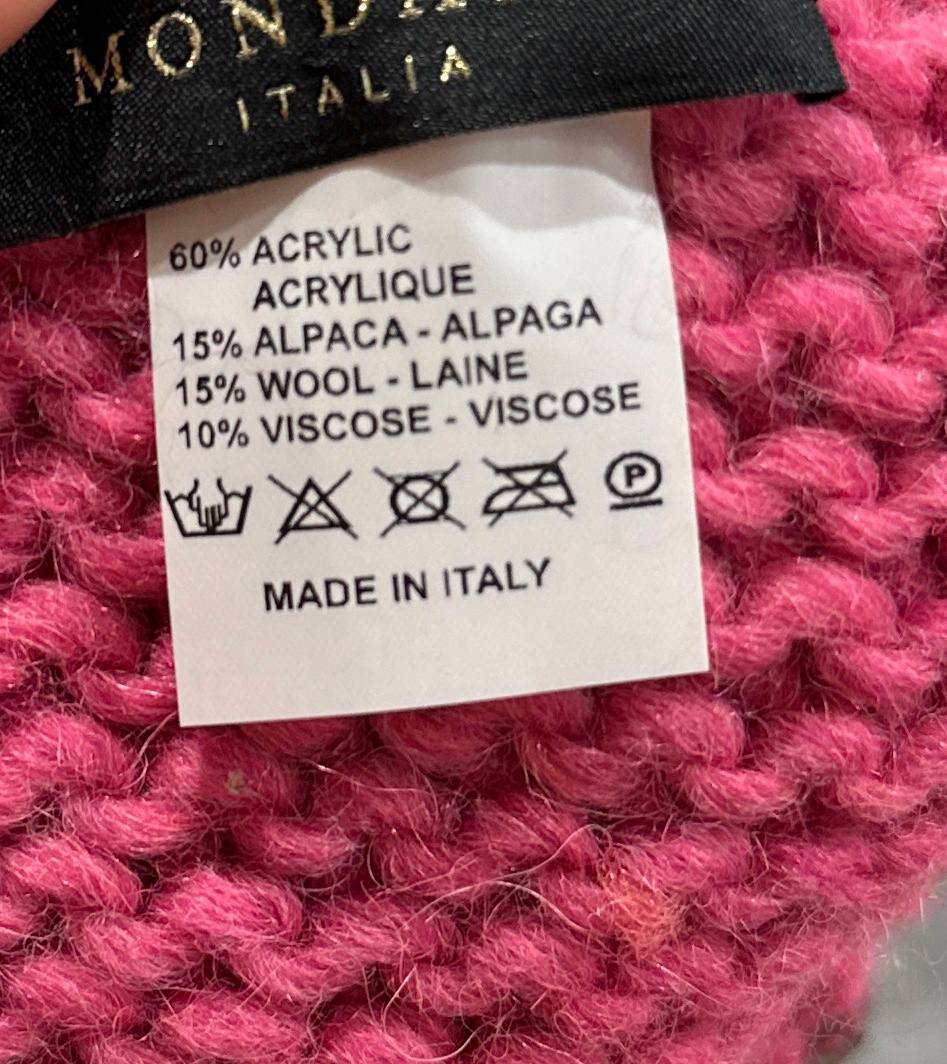 ITALIA
60% ACRYLIC
ACRYLIQUE
15% ALPACA - ALPAGA
15% WOOL - LAINE
10% VISCOSE - VISCOSE
P
MADE IN ITALY